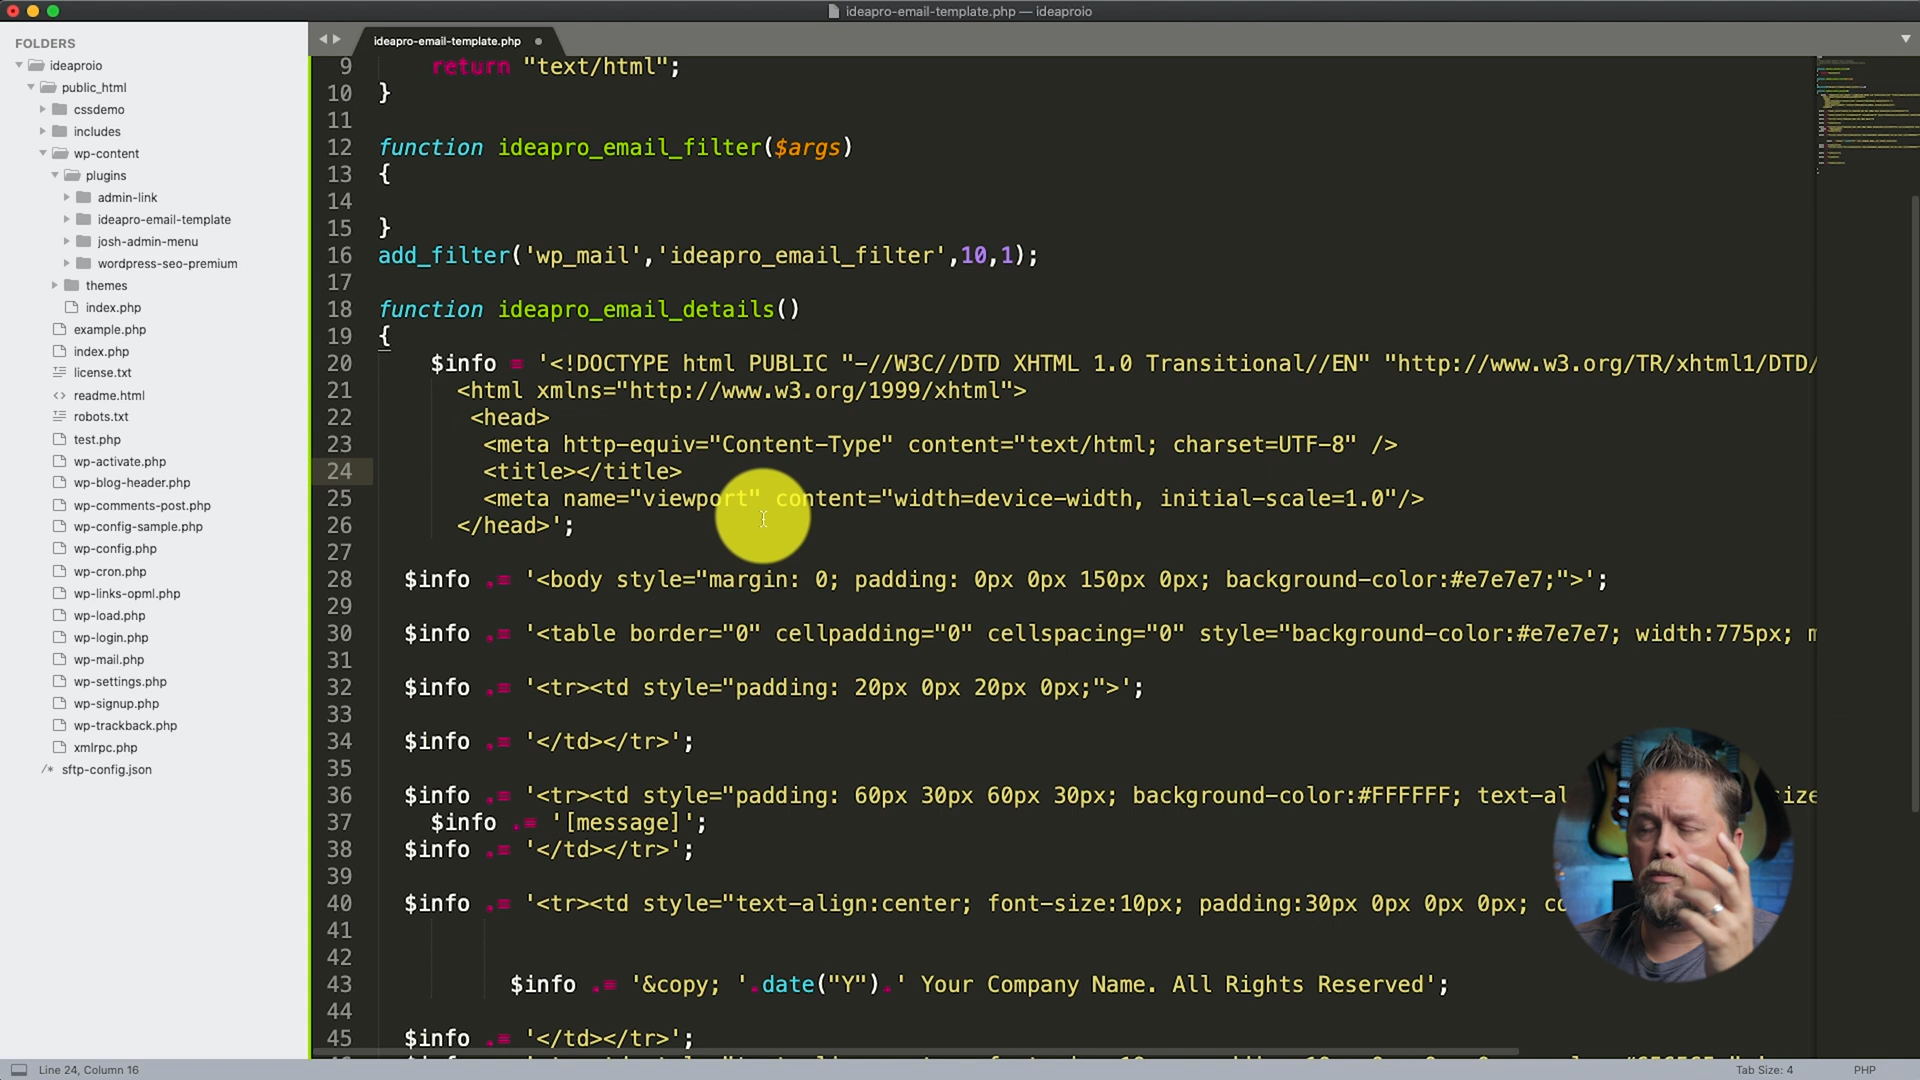 ideapro-email-template.php — ideaproio
FOLDERS
ideaproio
public_html
cssdemo
includes
wp-content
plugins
admin-link
ideapro-email-template
josh-admin-menu
wordpress-seo-premium
themes
index.php
example.php
index.php
license.txt
<> readme.html
robots.txt
test.php
wp-activate.php
wp-blog-header.php
wp-comments-post.php
wp-config-sample.php
wp-config.php
wp-cron.php
wp-links-opml.php
wp-load.php
wp-login.php
wp-mail.php
wp-settings.php
wp-signup.php
wp-trackback.php
xmlrpc.php
/* sftp-config.json
ideapro-email-template.php
9 return "text/html";
10 }
11
12 function ideapro_email_filter($args)
13 {
14
15 }
16 add_filter('wp_mail','ideapro_email_filter',10,1);
17
18 function ideapro_email_details()
19 {
20 $info = '<!DOCTYPE html PUBLIC "-//W3C//DTD XHTML 1.0 Transitional//EN" "http://www.w3.org/TR/xhtml1/DTD/
21 <html xmlns="http://www.w3.org/1999/xhtml">
22 <head>
23 <meta http-equiv="Content-Type" content="text/html; charset=UTF-8" />
24 <title></title>
25 <meta name="viewport" content="width=device-width, initial-scale=1.0"/>
26 </head>';
27
28 $info .= '<body style="margin: 0; padding: 0px 0px 150px 0px; background-color:#e7e7e7;">';
29
30 $info .= '<table border="0" cellpadding="0" cellspacing="0" style="background-color:#e7e7e7; width:775px; m
31
32 $info .= '<tr><td style="padding: 20px 0px 20px 0px;">';
33
34 $info .= '</td></tr>';
35
36 $info .= '<tr><td style="padding: 60px 30px 60px 30px; background-color:#FFFFFF; text-al ize
37 $info .= '[message]';
38 $info .= '</td></tr>';
39
40 $info .= '<tr><td style="text-align:center; font-size:10px; padding:30px 0px 0px 0px; co
41
42
43 $info .= '&copy; '.date("Y").' Your Company Name. All Rights Reserved';
44
45 $info .= '</td></tr>';
Line 24, Column 16
Tab Size: 4
PHP